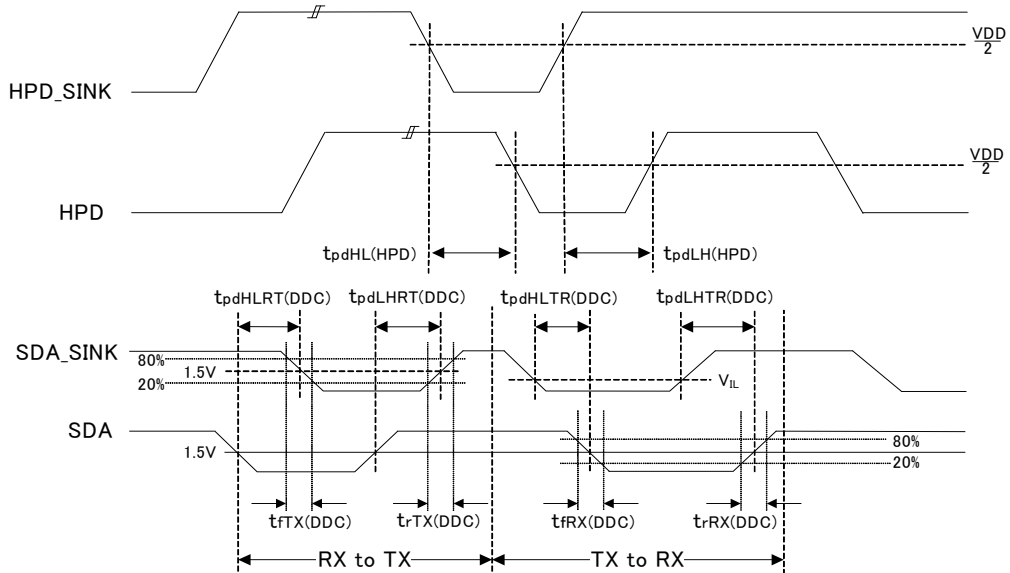 VDD
2
HPD_SINK
VDD
2
HPD
tpdHL(HPD)
tpdLH(HPD)
tpdHLRT(DDC)
tpdLHRT(DDC)
tpdHLTR(DDC)
tpdLHTR(DDC)
SDA_SINK
80%
1.5V
20%
VIL
SDA
1.5V
80%
20%
tfTX(DDC)
trTX(DDC)
tfRX(DDC)
trRX(DDC)
RX to TX
TX to RX